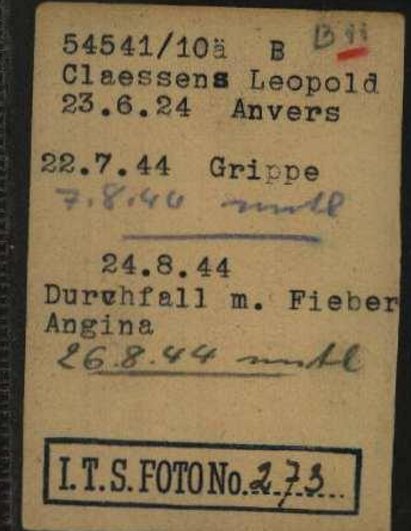 54541/10ä B B ii
Claessens Leopold
23.6.24 Anvers
22.7.44 Grippe
7.8.44 entl
24.8.44
Durchfall m. Fieber
Angina
26.8.44 entl
I.T.S. FOTO No. 273